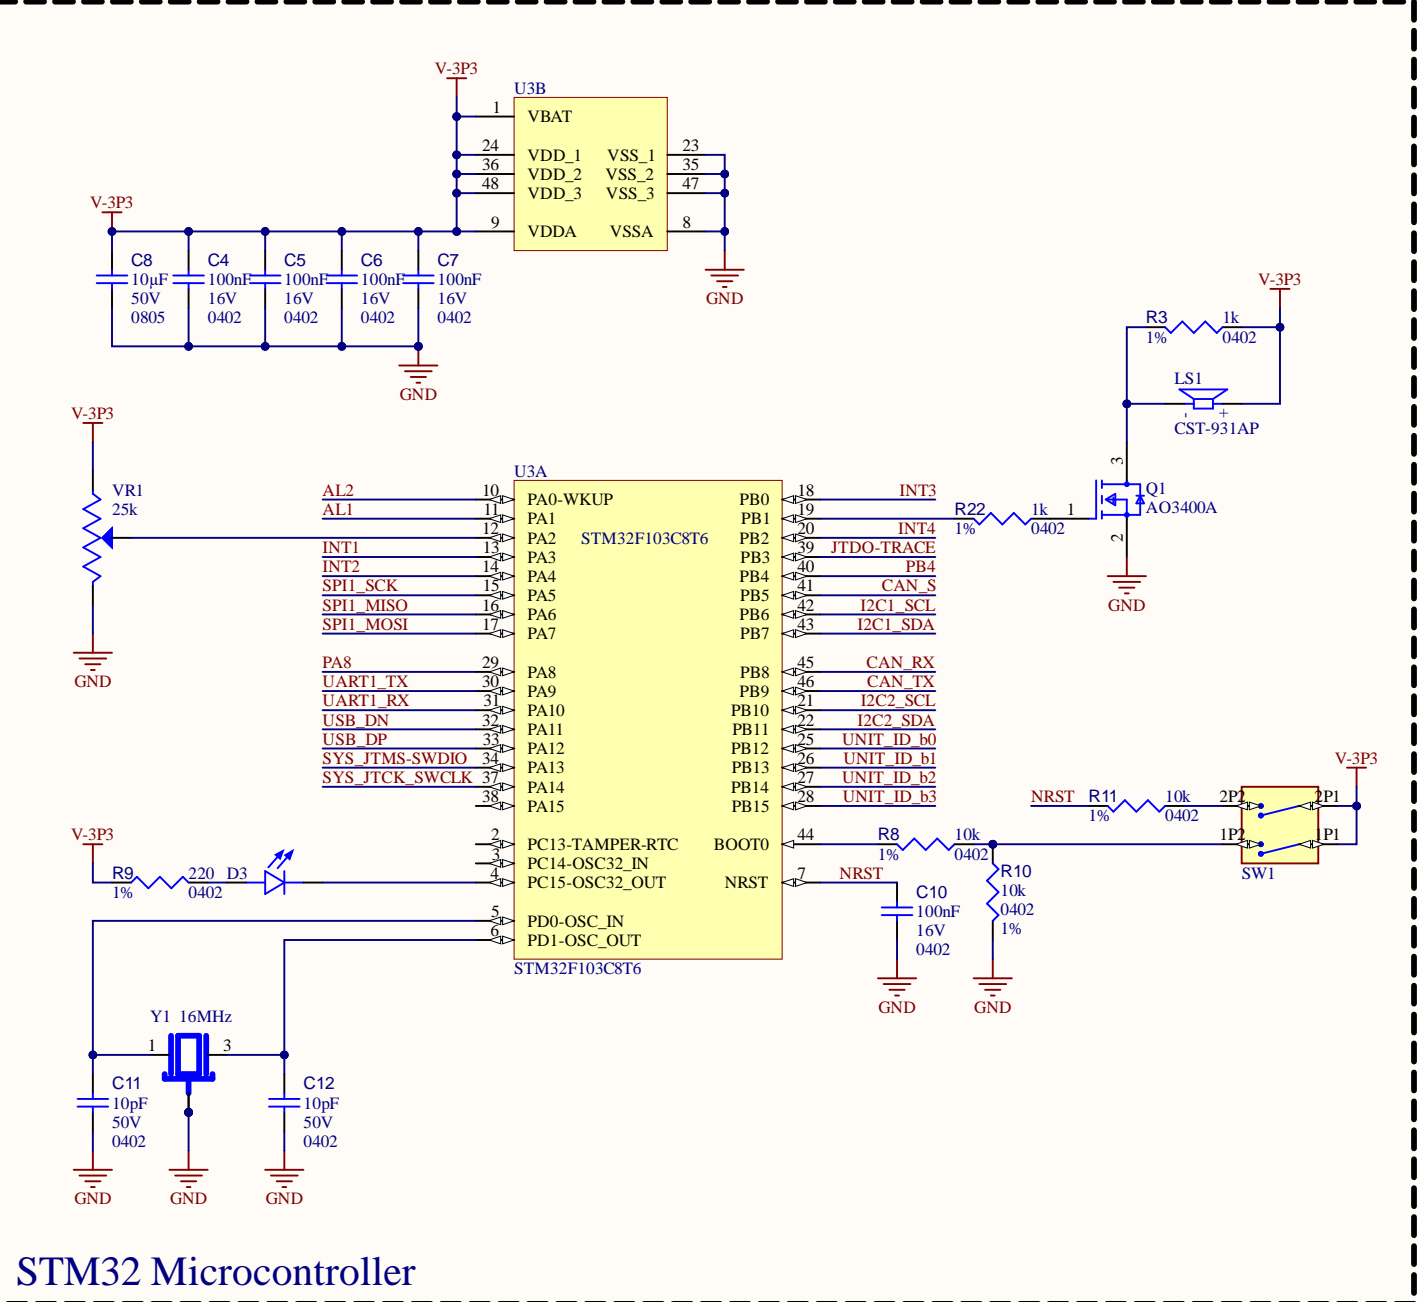 V-3P3
U3B
1 VBAT
24 VDD_1 VSS_1 23
36 VDD_2 VSS_2 35
48 VDD_3 VSS_3 47
9 VDDA VSSA 8
GND
V-3P3
C8 C4 C5 C6 C7
10µF 100nF 100nF 100nF 100nF
50V 16V 16V 16V 16V
0805 0402 0402 0402 0402
GND
V-3P3
R3 1k
1% 0402
LS1
- +
CST-931AP
3
Q1
AO3400A
1
2
GND
R22 1k
1% 0402
V-3P3
VR1
25k
GND
U3A
STM32F103C8T6
AL2 10 PA0-WKUP PB0 18 INT3
AL1 11 PA1 PB1 19
12 PA2 PB2 20 INT4
INT1 13 PA3 PB3 39 JTDO-TRACE
INT2 14 PA4 PB4 40 PB4
SPI1_SCK 15 PA5 PB5 41 CAN_S
SPI1_MISO 16 PA6 PB6 42 I2C1_SCL
SPI1_MOSI 17 PA7 PB7 43 I2C1_SDA
PA8 29 PA8 PB8 45 CAN_RX
UART1_TX 30 PA9 PB9 46 CAN_TX
UART1_RX 31 PA10 PB10 21 I2C2_SCL
USB_DN 32 PA11 PB11 22 I2C2_SDA
USB_DP 33 PA12 PB12 25 UNIT_ID_b0
SYS_JTMS-SWDIO 34 PA13 PB13 26 UNIT_ID_b1
SYS_JTCK_SWCLK 37 PA14 PB14 27 UNIT_ID_b2
38 PA15 PB15 28 UNIT_ID_b3
2 PC13-TAMPER-RTC BOOT0 44
3 PC14-OSC32_IN
4 PC15-OSC32_OUT NRST 7 NRST
5 PD0-OSC_IN
6 PD1-OSC_OUT
STM32F103C8T6
V-3P3
R9 220 D3
1% 0402
V-3P3
NRST R11 10k 2P2 2P1
1% 0402
1P2 1P1
SW1
R8 10k
1% 0402
R10
10k
0402
1%
GND
C10
100nF
16V
0402
GND
Y1 16MHz
1 3
C11 C12
10pF 10pF
50V 50V
0402 0402
GND GND GND
STM32 Microcontroller